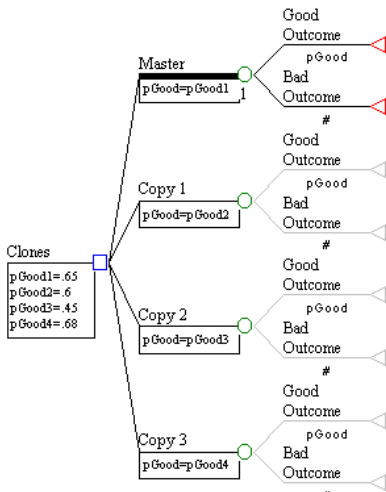 Good
Outcome
pGood
Bad
Outcome
#
Master
pGood=pGood1
1
Good
Outcome
pGood
Bad
Outcome
#
Copy 1
pGood=pGood2
Clones
pGood1=.65
pGood2=.6
pGood3=.45
pGood4=.68
Good
Outcome
pGood
Bad
Outcome
#
Copy 2
pGood=pGood3
Good
Outcome
pGood
Bad
Outcome
#
Copy 3
pGood=pGood4